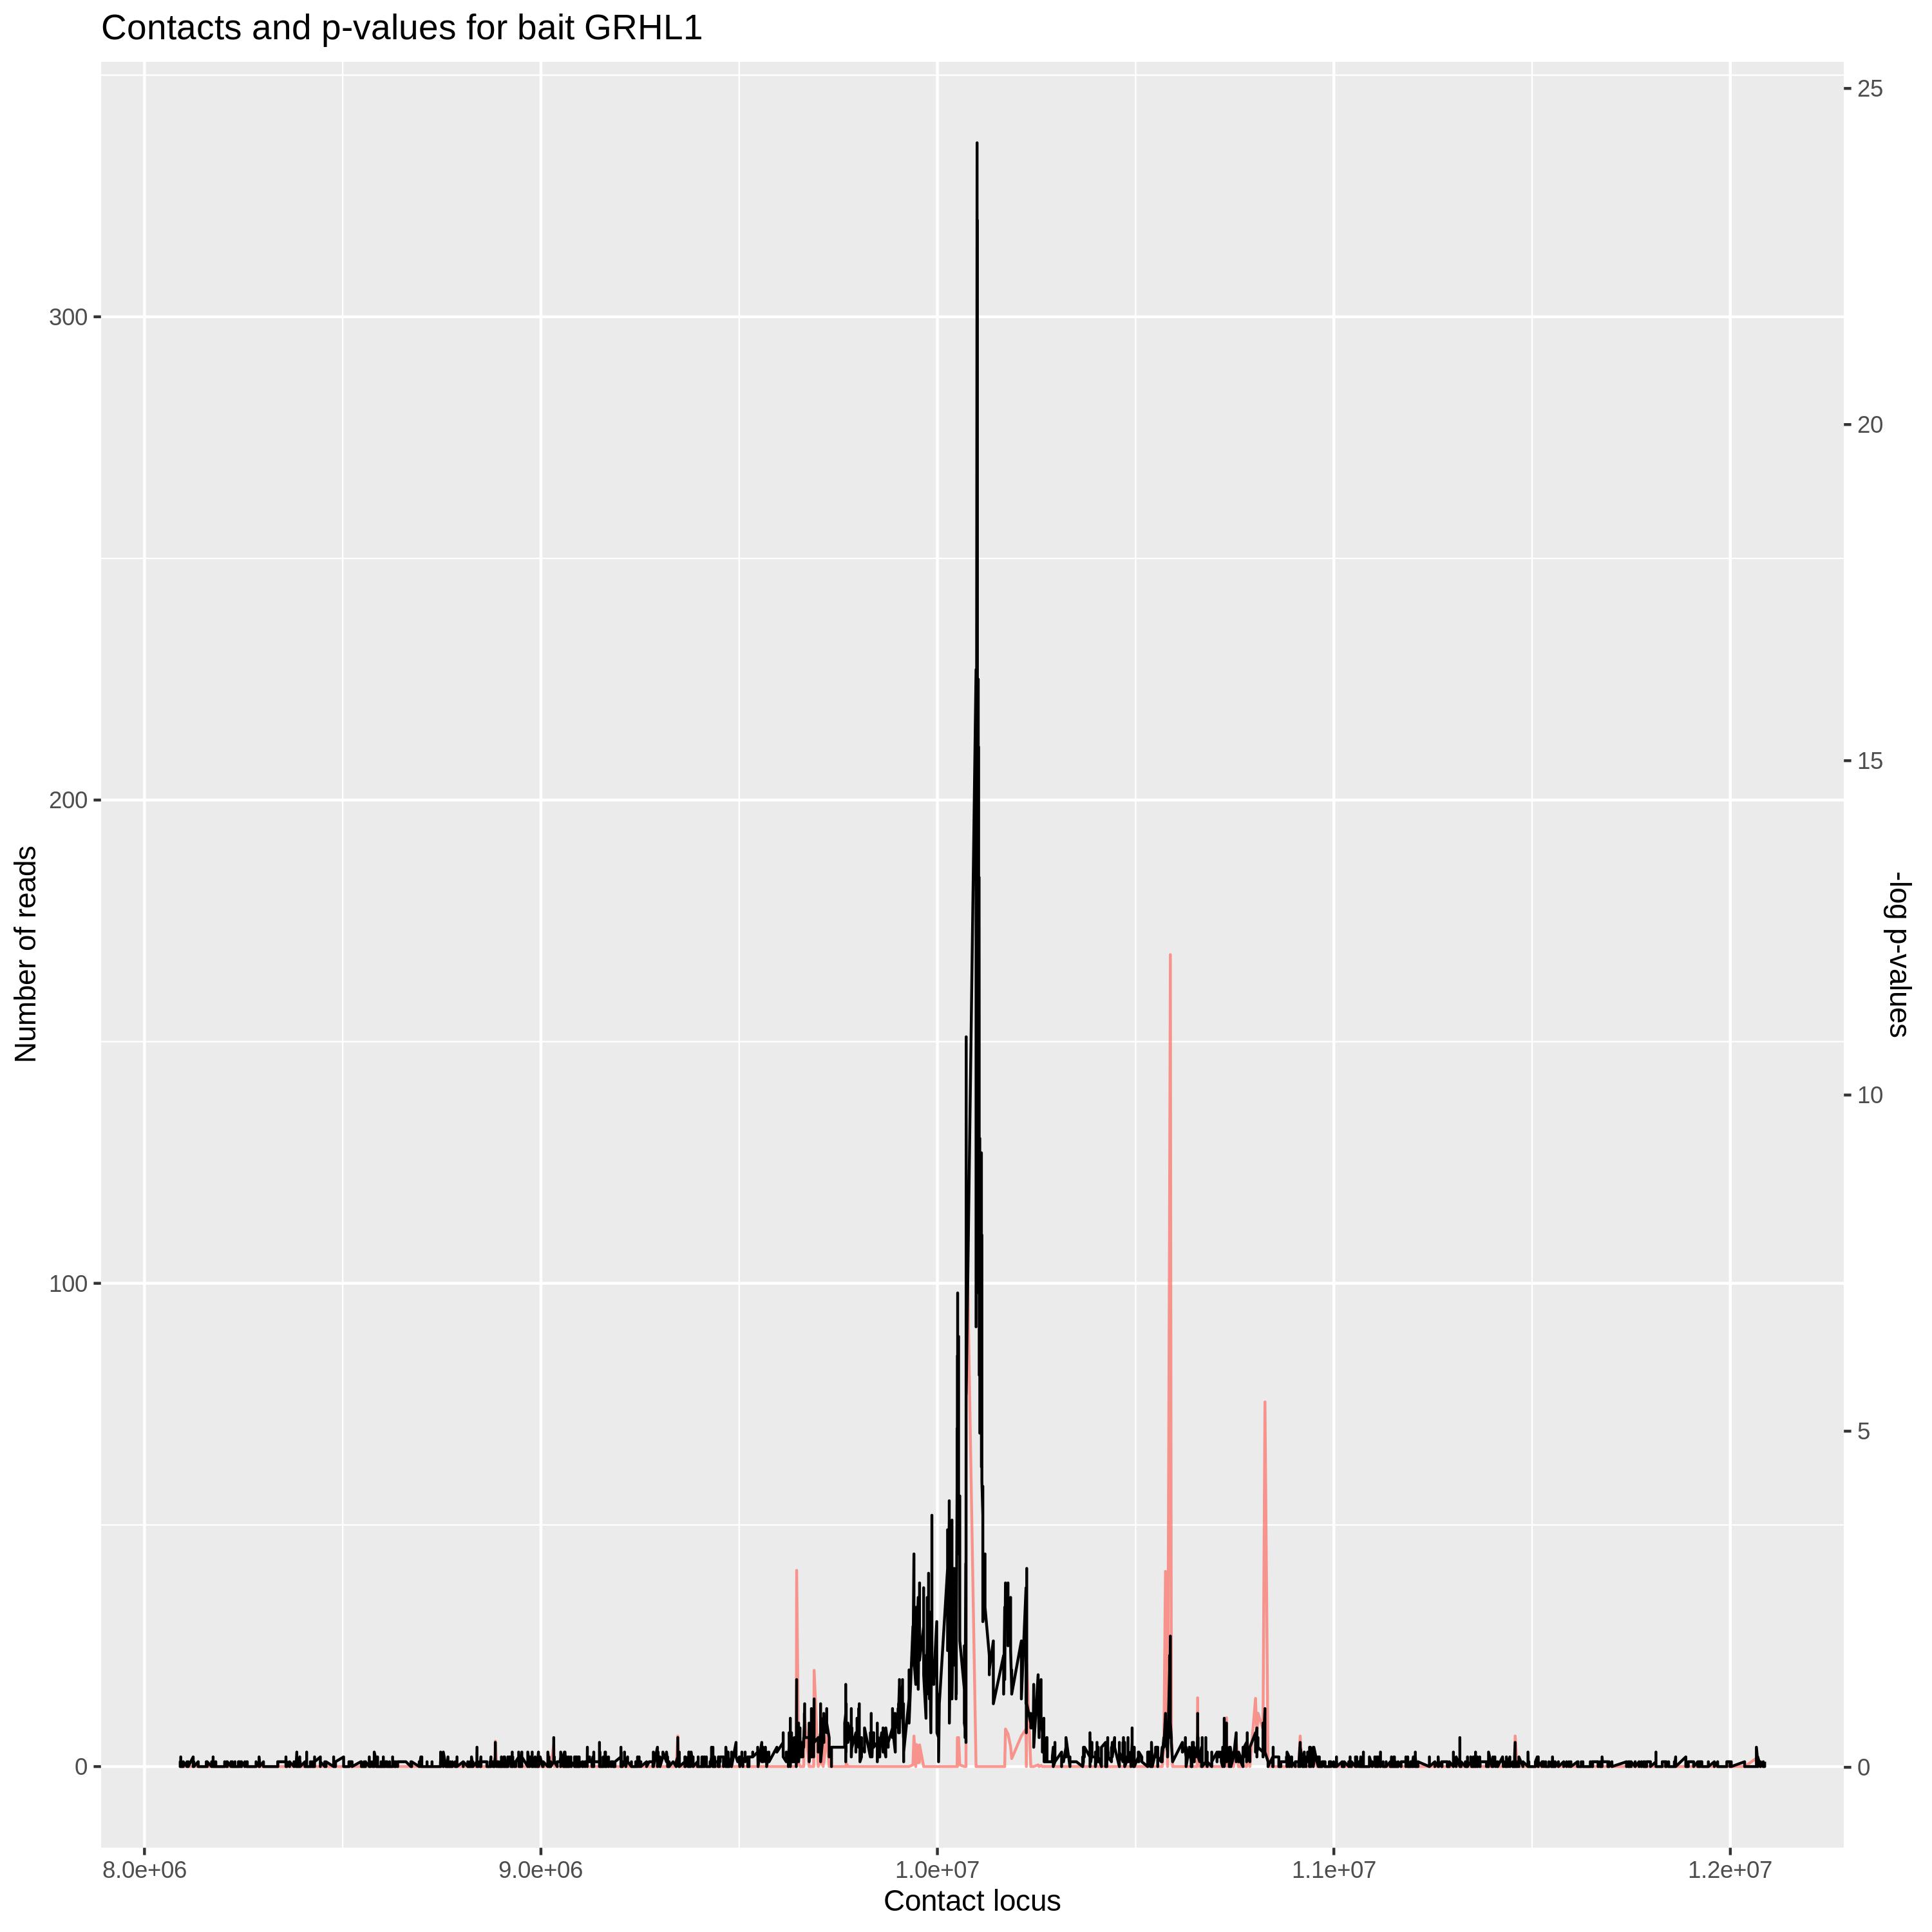 Contacts and p-values for bait GRHL1
300
200
100
0
Number of reads
25
20
15
10
5
0
-log p-values
8.0e+06 9.0e+06 1.0e+07 1.1e+07 1.2e+07
Contact locus